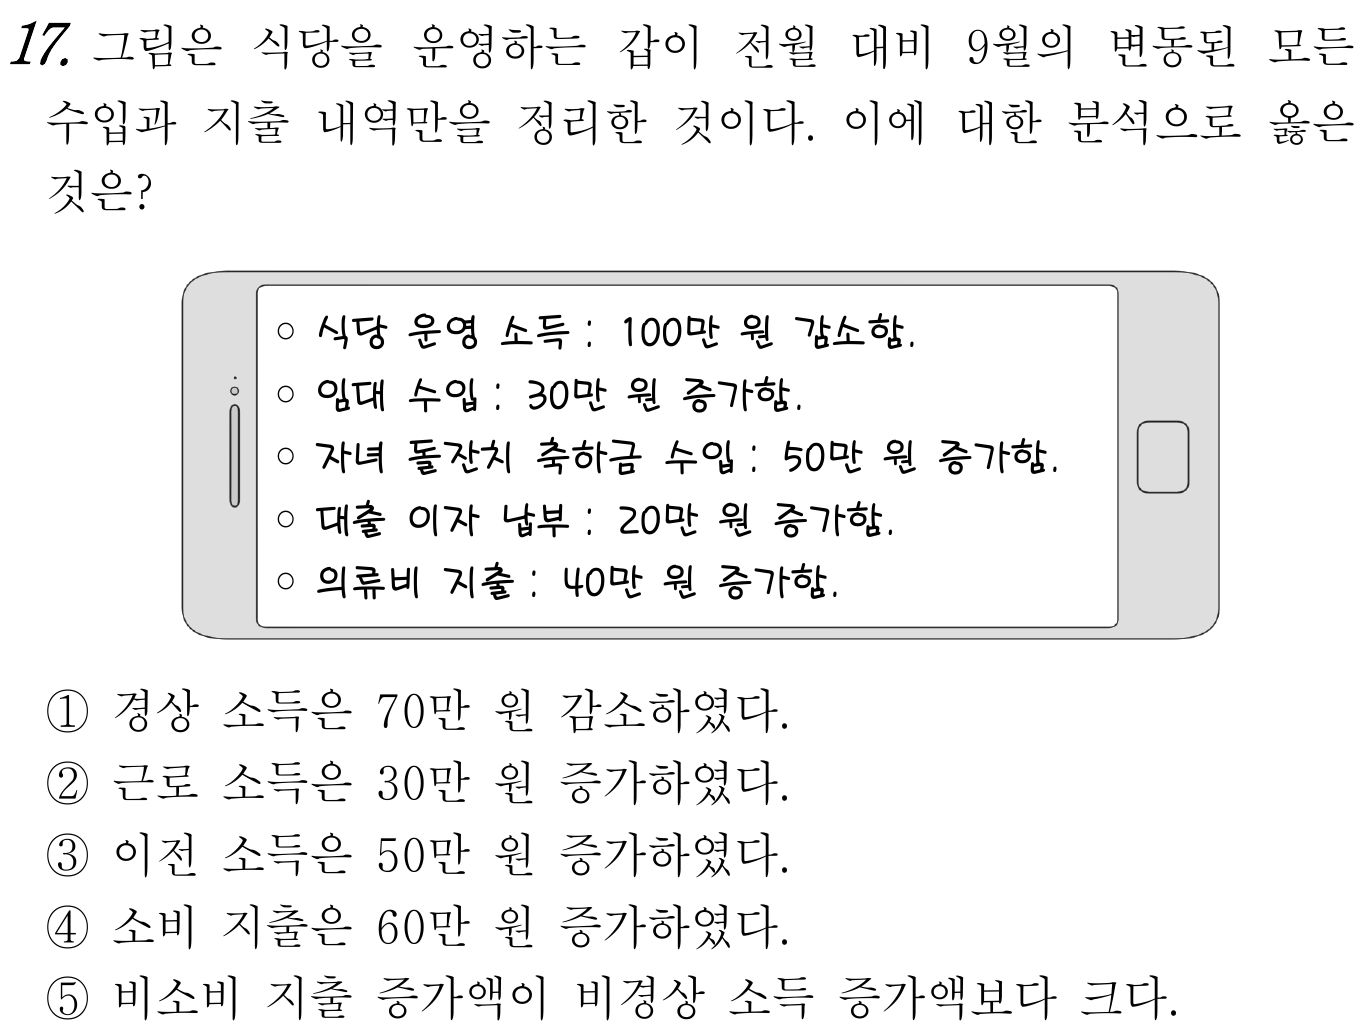 17. 그림은 식당을 운영하는 갑이 전월 대비 9월의 변동된 모든
수입과 지출 내역만을 정리한 것이다. 이에 대한 분석으로 옳은
것은?
○ 식당 운영 소득 : 100만 원 감소함.
○ 임대 수입 : 30만 원 증가함.
○ 자녀 돌잔치 축하금 수입 : 50만 원 증가함.
○ 대출 이자 납부 : 20만 원 증가함.
○ 의류비 지출 : 40만 원 증가함.
① 경상 소득은 70만 원 감소하였다.
② 근로 소득은 30만 원 증가하였다.
③ 이전 소득은 50만 원 증가하였다.
④ 소비 지출은 60만 원 증가하였다.
⑤ 비소비 지출 증가액이 비경상 소득 증가액보다 크다.